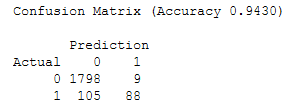 Confusion Matrix (Accuracy 0.9430)
Prediction
Actual 0 1
0 1798 9
1 105 88